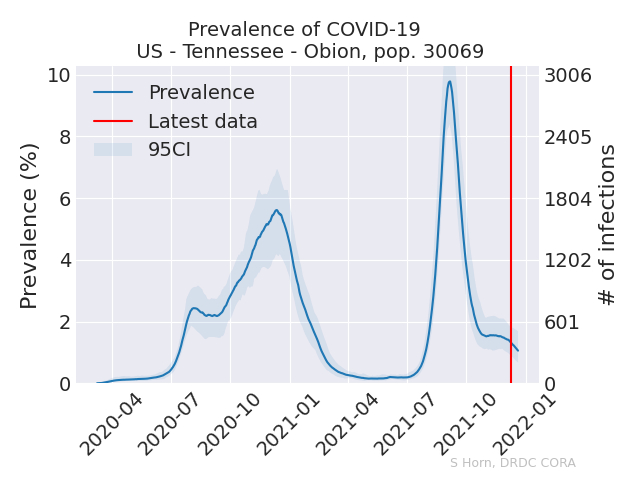 Prevalence of COVID-19
US - Tennessee - Obion, pop. 30069
Prevalence (%)
10
8
6
4
2
0
Prevalence
Latest data
95CI
3006
2405
1804
1202
601
0
# of infections
2020-04
2020-07
2020-10
2021-01
2021-04
2021-07
2021-10
2022-01
S Horn, DRDC CORA